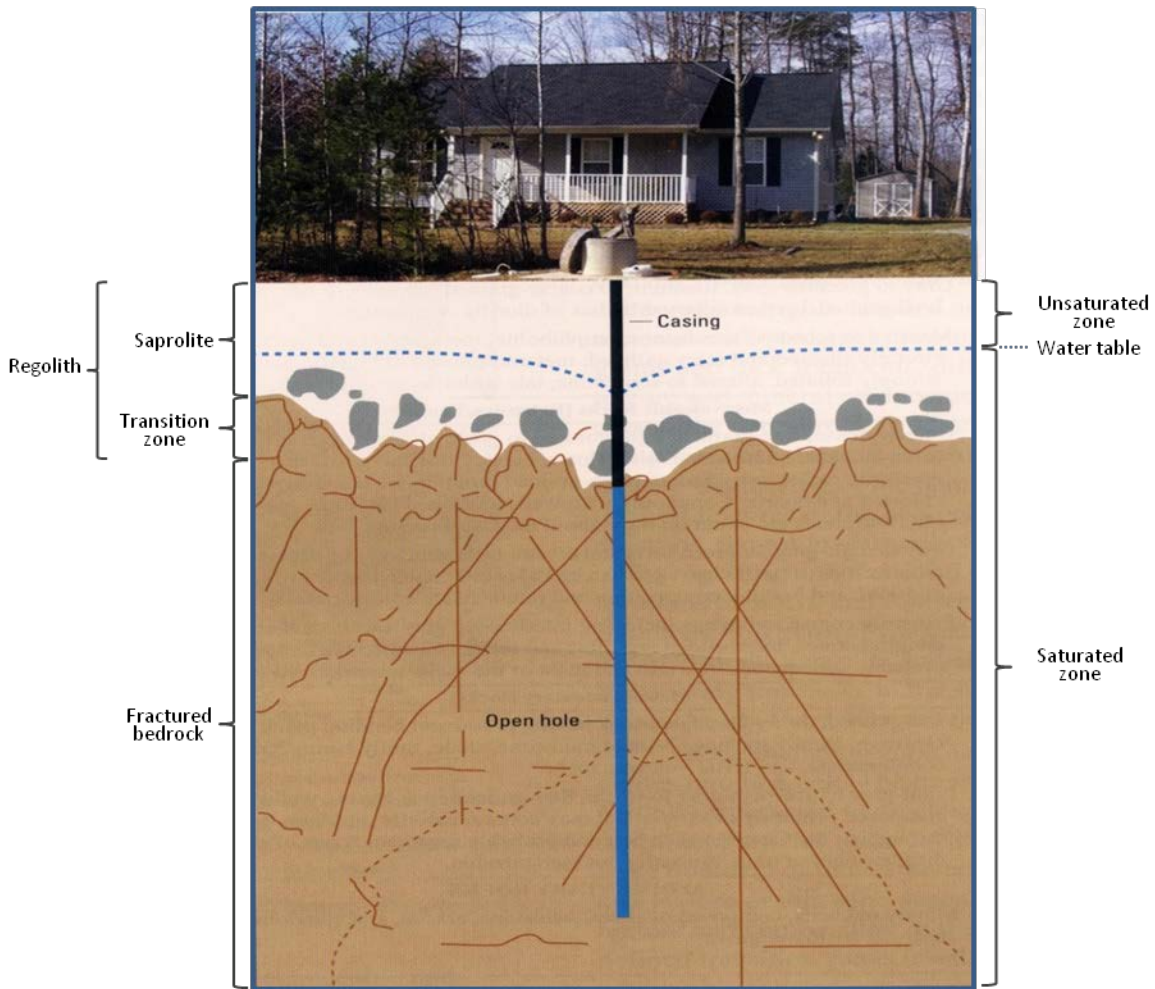 Regolith
Saprolite
Transition
zone
Fractured
bedrock
Casing
Open hole
Unsaturated
zone
Water table
Saturated
zone